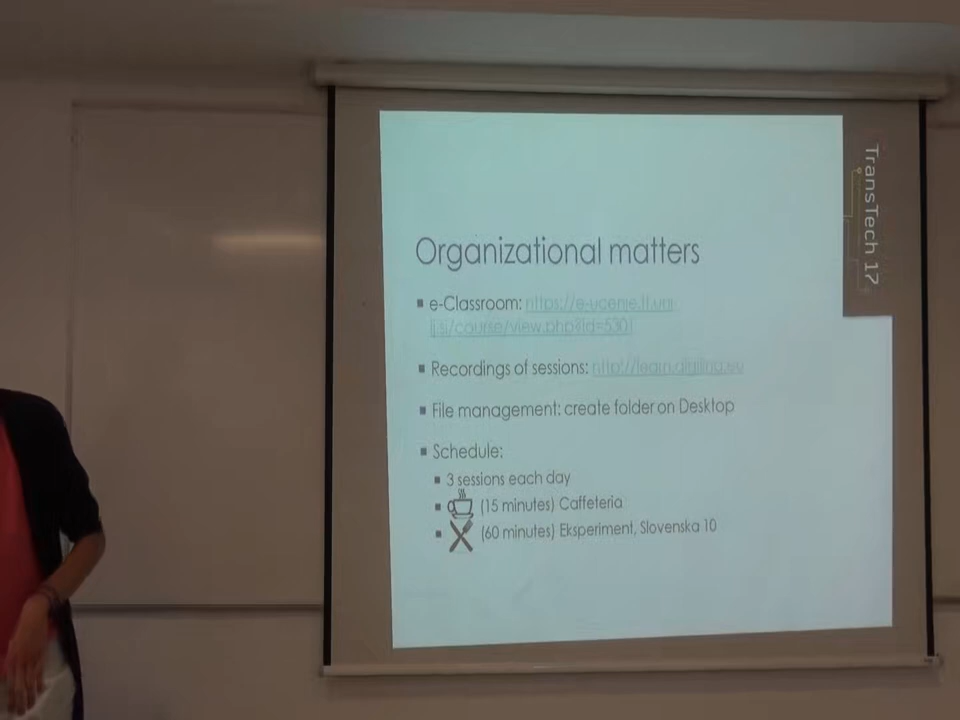 TransTech 17
Organizational matters
e-Classroom: https://e-ucenje.ff.uni-
lj.si/course/view.php?id=5301
Recordings of sessions: http://learn.digiling.eu
File management: create folder on Desktop
Schedule:
3 sessions each day
(15 minutes) Caffeteria
(60 minutes) Eksperiment, Slovenska 10